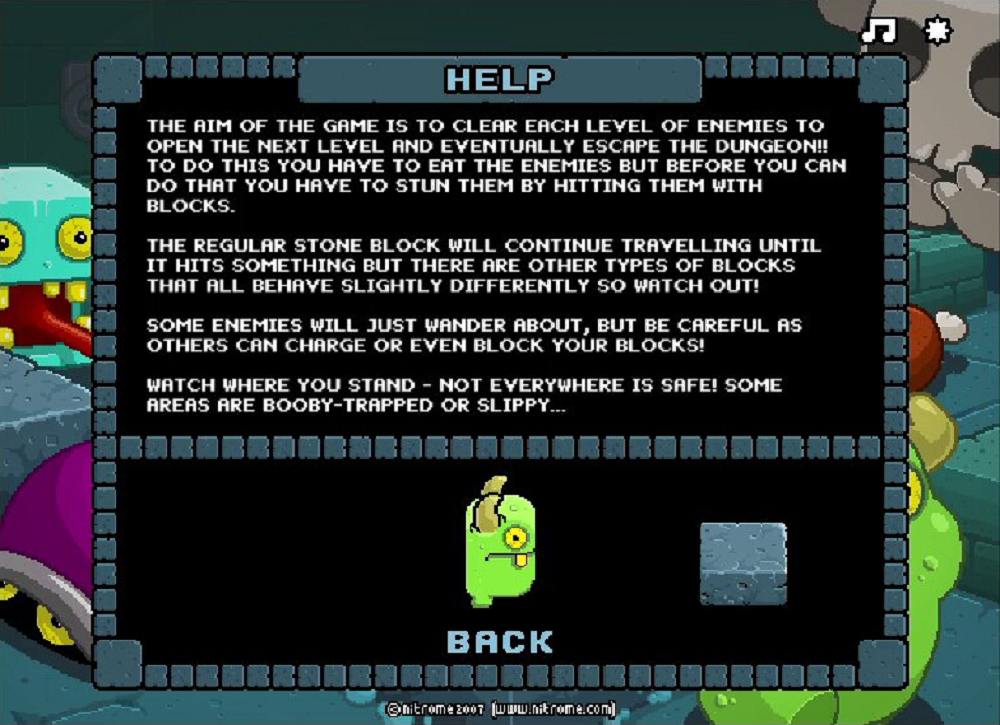 HELP
THE AIM OF THE GAME IS TO CLEAR EACH LEVEL OF ENEMIES TO
OPEN THE NEXT LEVEL AND EVENTUALLY ESCAPE THE DUNGEON!!
TO DO THIS YOU HAVE TO EAT THE ENEMIES BUT BEFORE YOU CAN
DO THAT YOU HAVE TO STUN THEM BY HITTING THEM WITH
BLOCKS.
THE REGULAR STONE BLOCK WILL CONTINUE TRAVELLING UNTIL
IT HITS SOMETHING BUT THERE ARE OTHER TYPES OF BLOCKS
THAT ALL BEHAVE SLIGHTLY DIFFERENTLY SO WATCH OUT!
SOME ENEMIES WILL JUST WANDER ABOUT, BUT BE CAREFUL AS
OTHERS CAN CHARGE OR EVEN BLOCK YOUR BLOCKS!
WATCH WHERE YOU STAND - NOT EVERYWHERE IS SAFE! SOME
AREAS ARE BOOBY-TRAPPED OR SLIPPY...
BACK
©nitrome2007 (www.nitrome.com)